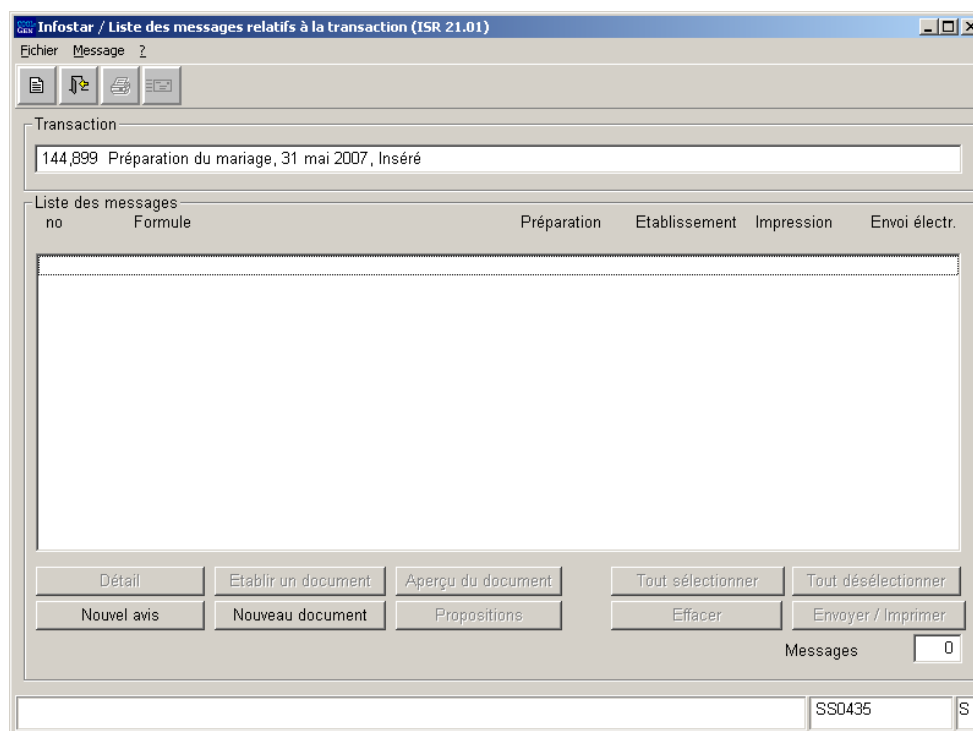 Infostar / Liste des messages relatifs à la transaction (ISR 21.01)
Fichier Message ?
Transaction
144,899 Préparation du mariage, 31 mai 2007, Inséré
Liste des messages
no Formule Préparation Etablissement Impression Envoi électr.
Détail Etablir un document Aperçu du document Tout sélectionner Tout désélectionner
Nouvel avis Nouveau document Propositions Effacer Envoyer / Imprimer
Messages 0
SS0435 S